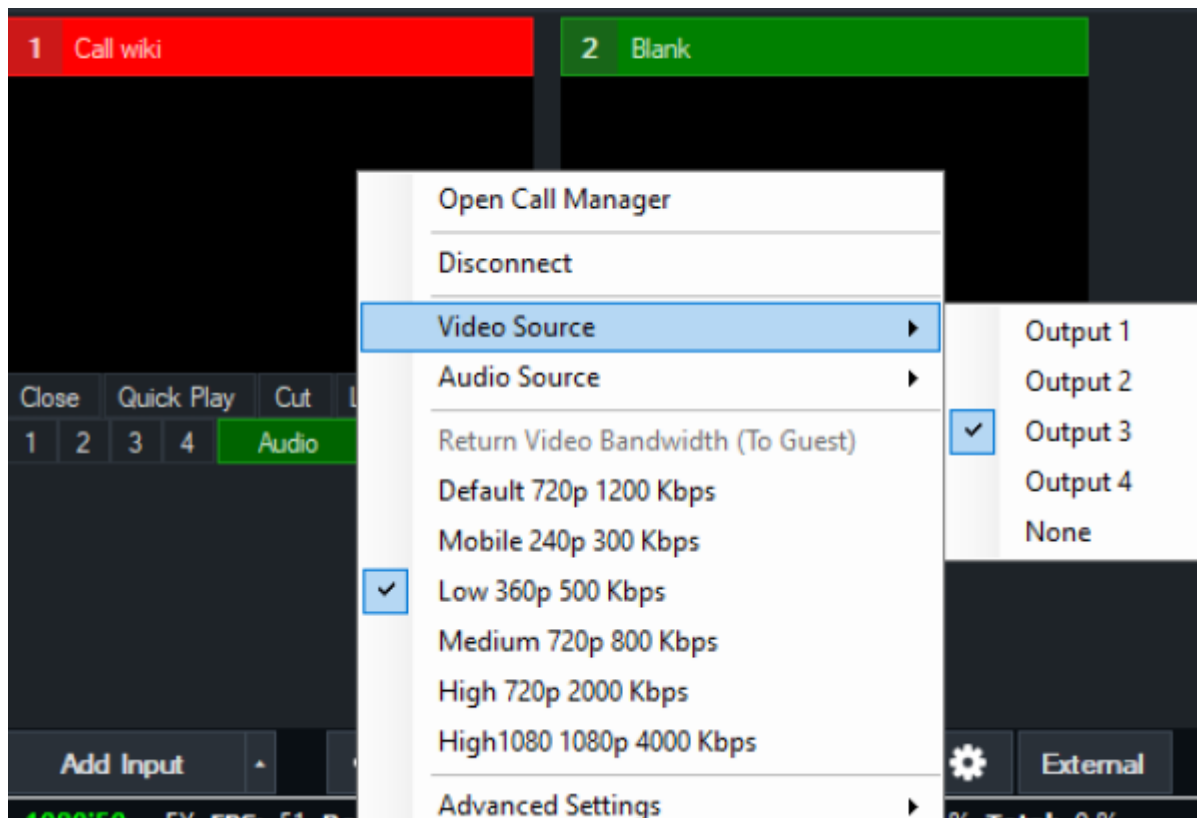 1 Call wiki
2 Blank
Open Call Manager
Disconnect
Video Source
Audio Source
Return Video Bandwidth (To Guest)
Default 720p 1200 Kbps
Mobile 240p 300 Kbps
Low 360p 500 Kbps
Medium 720p 800 Kbps
High 720p 2000 Kbps
High1080 1080p 4000 Kbps
Advanced Settings
Output 1
Output 2
Output 3
Output 4
None
Close Quick Play Cut
1 2 3 4 Audio
Add Input
External